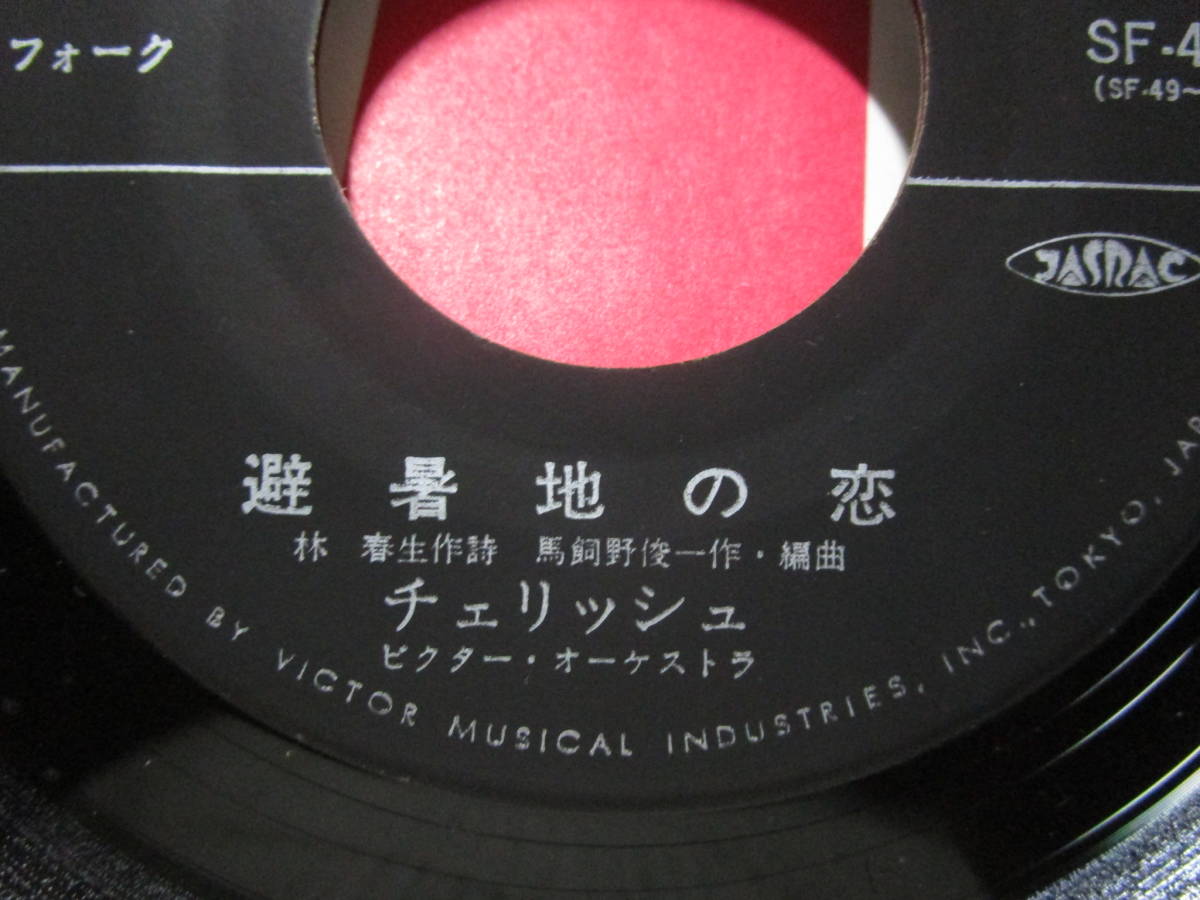 フォーク
SF-4
(SF-49~
JASRAC
避暑地の恋
林 春生作詩 馬飼野俊一作・編曲
チェリッシュ
ビクター・オーケストラ
MANUFACTURED BY VICTOR MUSICAL INDUSTRIES, INC., TOKYO, JAP